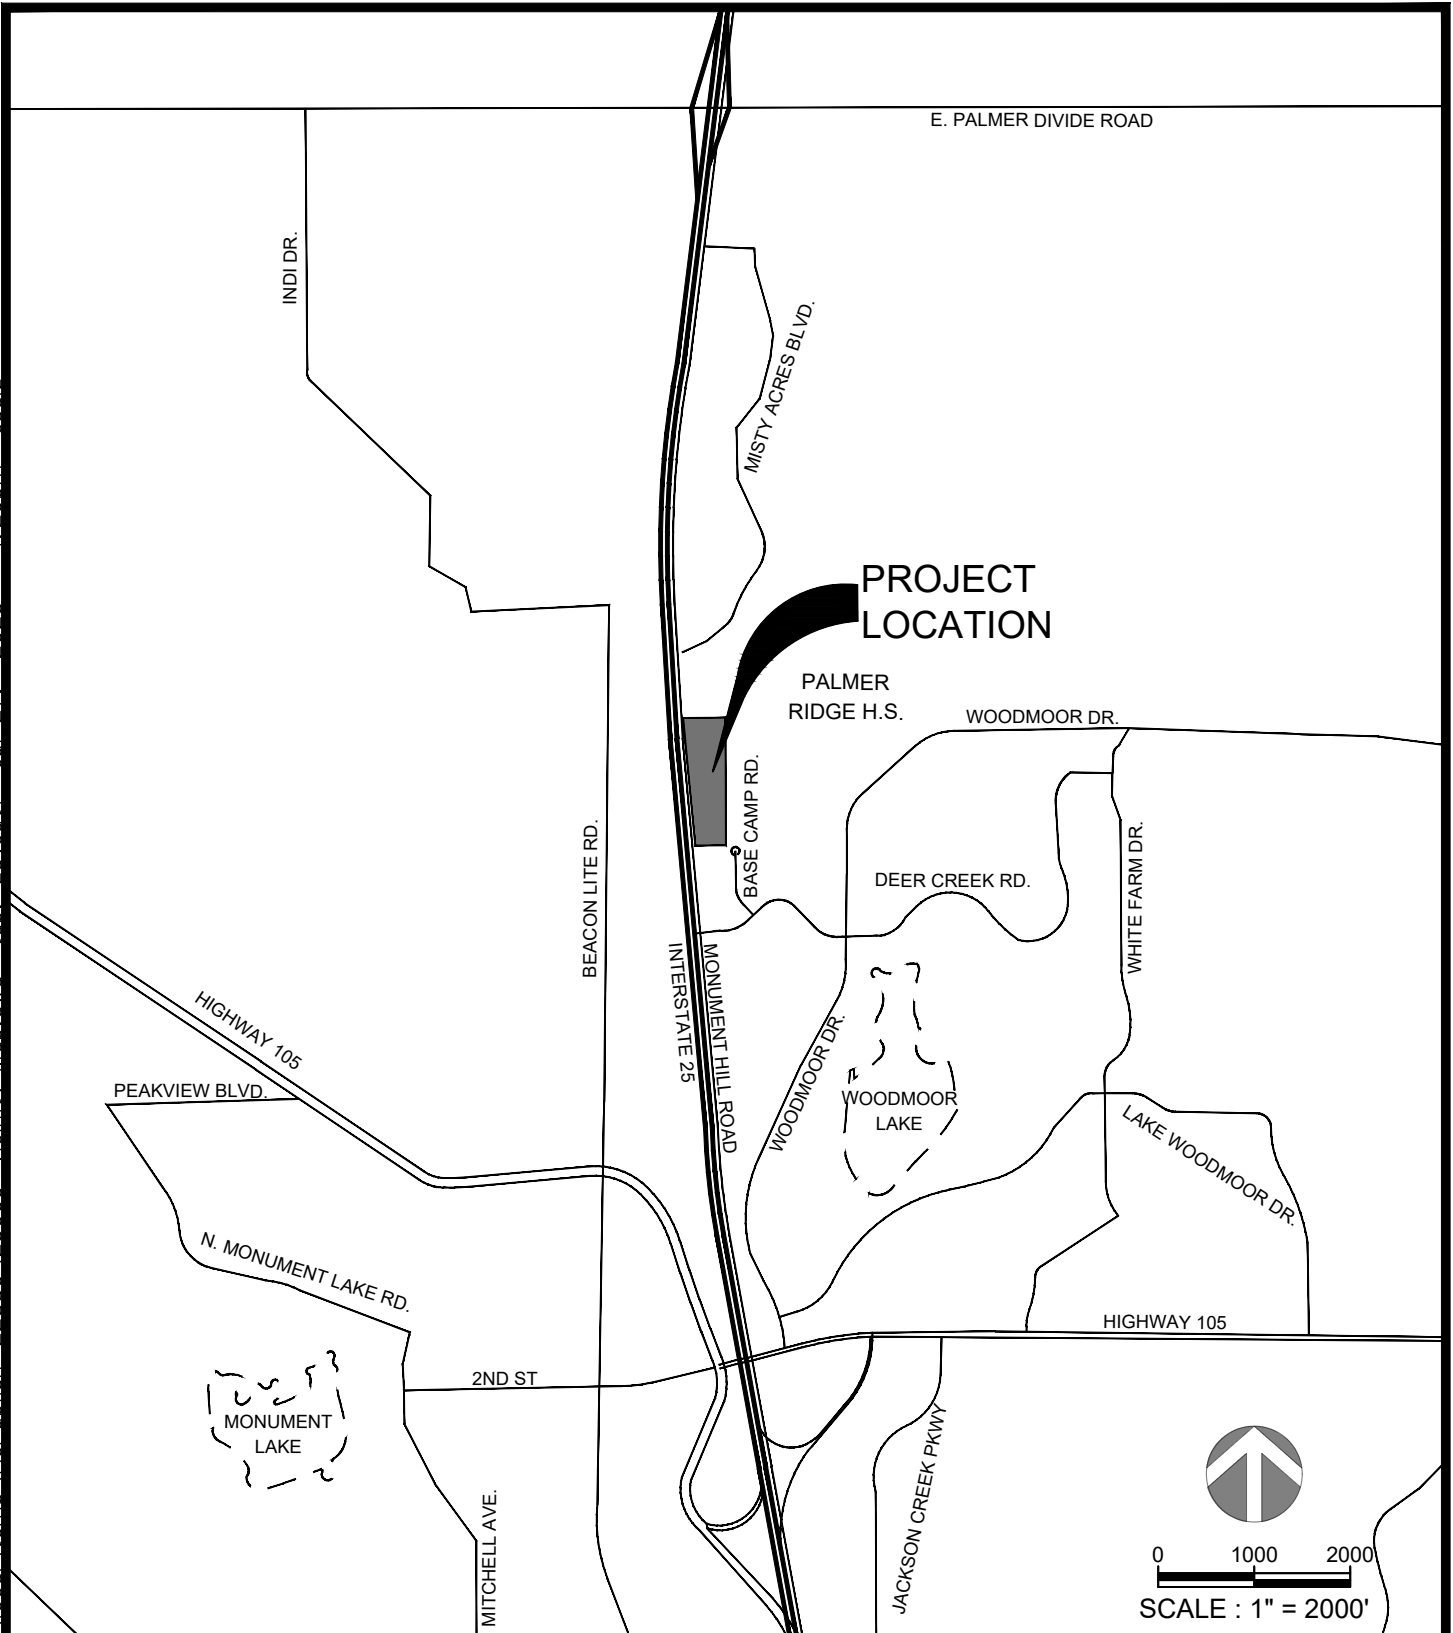 E. PALMER DIVIDE ROAD
INDI DR.
MISTY ACRES BLVD.
PROJECT
LOCATION
PALMER
RIDGE H.S.
WOODMOOR DR.
BASE CAMP RD.
BEACON LITE RD.
DEER CREEK RD.
WHITE FARM DR.
INTERSTATE 25
MONUMENT HILL ROAD
HIGHWAY 105
WOODMOOR DR.
PEAKVIEW BLVD.
WOODMOOR
LAKE
LAKE WOODMOOR DR.
N. MONUMENT LAKE RD.
HIGHWAY 105
2ND ST
MONUMENT
LAKE
MITCHELL AVE.
JACKSON CREEK PKWY
0 1000 2000
SCALE : 1" = 2000'